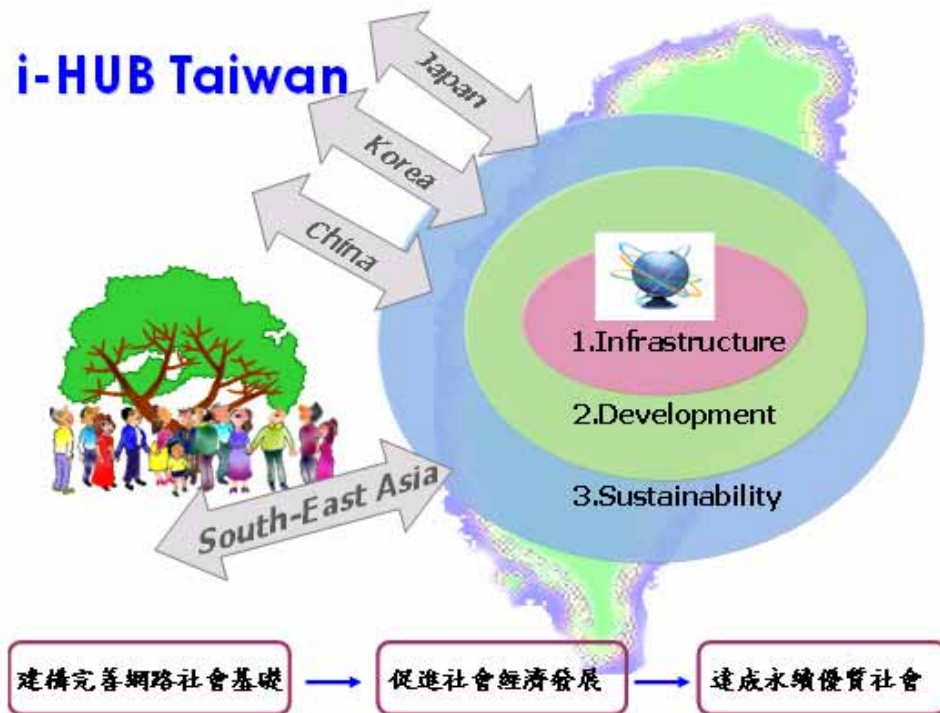 i-HUB Taiwan
Japan
Korea
China
1.Infrastructure
2.Development
3.Sustainability
South-East Asia
建構完善網路社會基礎
促進社會經濟發展
達成永續優質社會